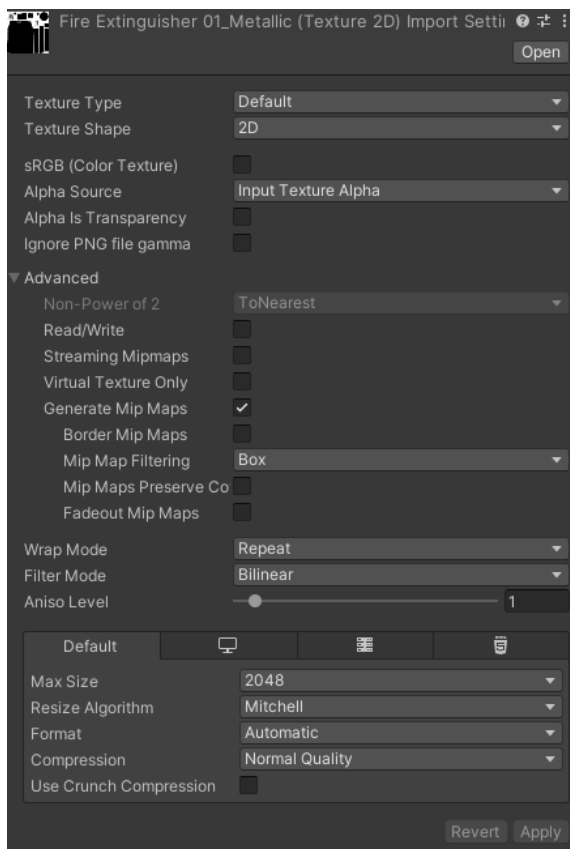 Fire Extinguisher 01_Metallic (Texture 2D) Import Setti
Open
Texture Type Default
Texture Shape 2D
sRGB (Color Texture)
Alpha Source Input Texture Alpha
Alpha Is Transparency
Ignore PNG file gamma
Advanced
Non-Power of 2 ToNearest
Read/Write
Streaming Mipmaps
Virtual Texture Only
Generate Mip Maps
Border Mip Maps
Mip Map Filtering Box
Mip Maps Preserve Co
Fadeout Mip Maps
Wrap Mode Repeat
Filter Mode Bilinear
Aniso Level 1
Default
Max Size 2048
Resize Algorithm Mitchell
Format Automatic
Compression Normal Quality
Use Crunch Compression
Revert Apply